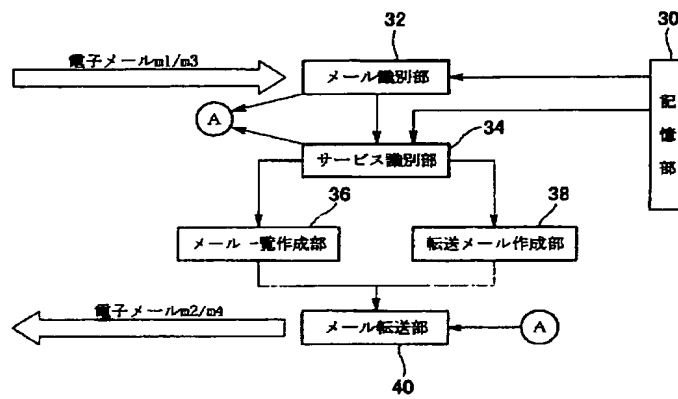 32
30
電子メールm1/m3
メール識別部
記憶部
A
34
サービス識別部
36
38
メール一覧作成部
転送メール作成部
電子メールm2/m4
メール転送部
A
40